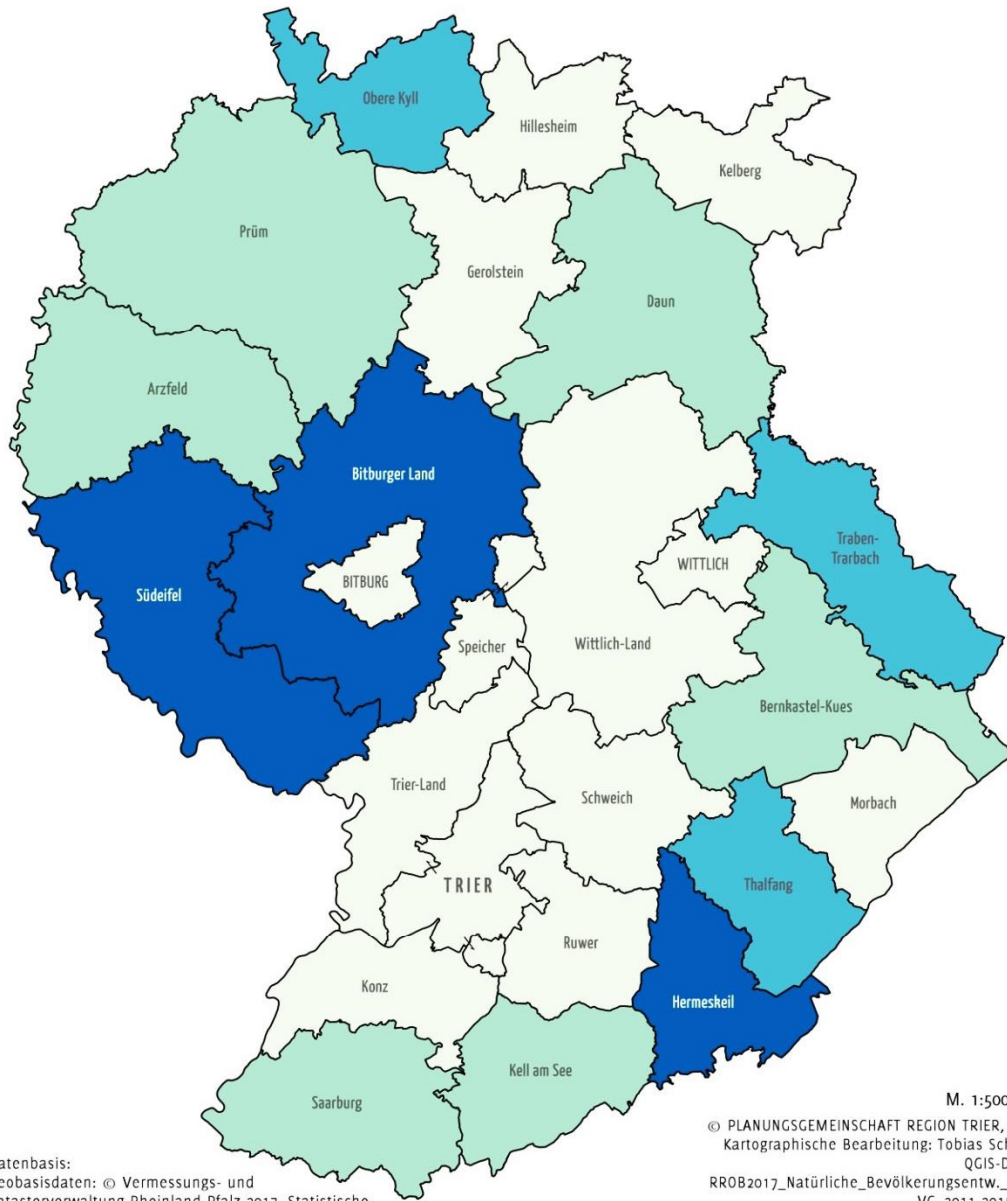 Obere Kyll
Hillesheim
Kelberg
Prüm
Gerolstein
Daun
Arzfeld
Bitburger Land
Traben-
Trarbach
WITTLICH
BITBURG
Südeifel
Speicher
Wittlich-Land
Bernkastel-Kues
Trier-Land
Schweich
Morbach
TRIER
Thalfang
Ruwer
Konz
Hermeskeil
Kell am See
Saarburg
M. 1:500
© PLANUNGSGEMEINSCHAFT REGION TRIER,
Kartographische Bearbeitung: Tobias Sch
QGIS-D
RROB2017_Natürliche_Bevölkerungsentw._
atenbasis:
eobasisdaten: © Vermessungs- und